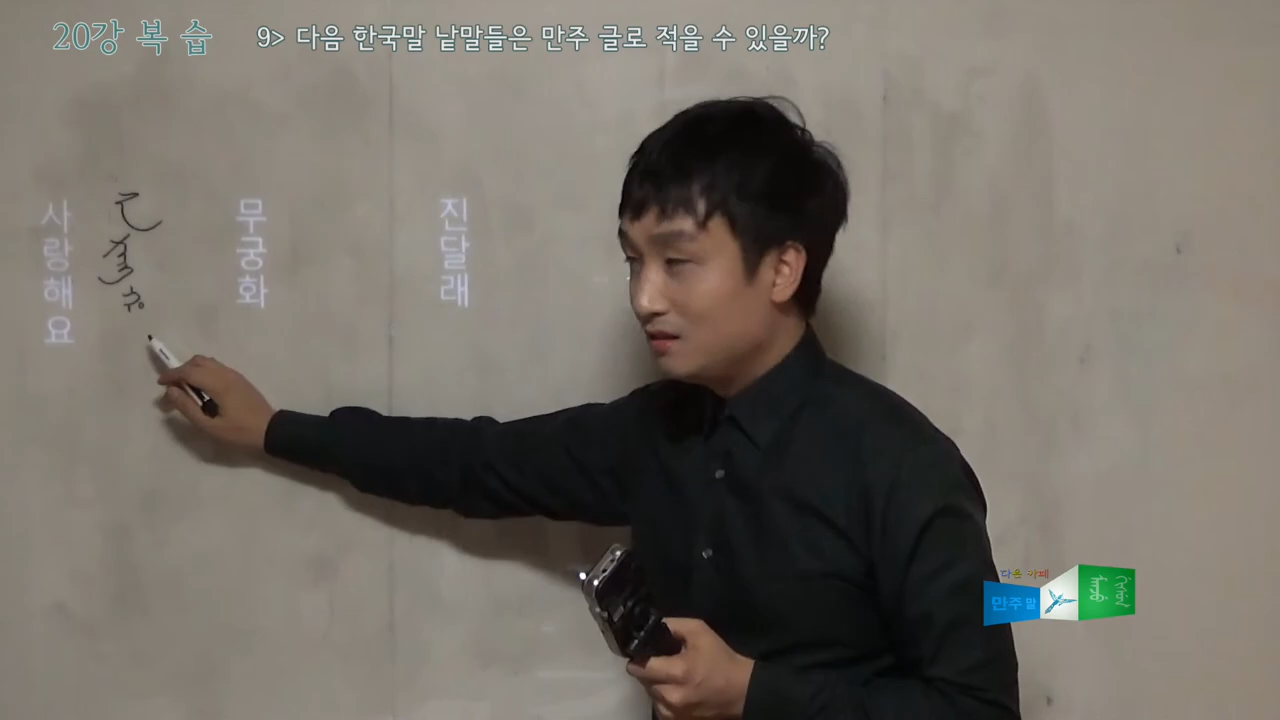 20강 복 습
9> 다음 한국말 낱말들은 만주 글로 적을 수 있을까?
사랑해요
무궁화
진달래
다음 카페
만주 말